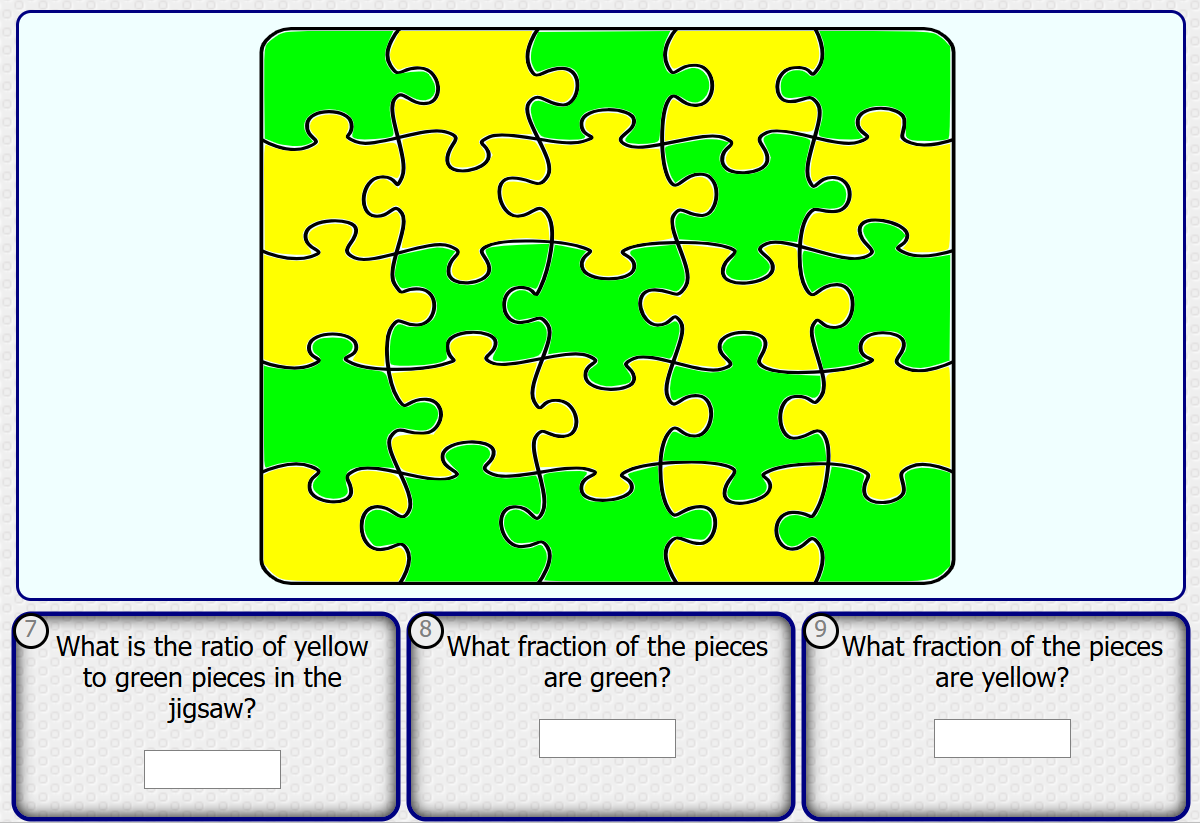 7
What is the ratio of yellow
to green pieces in the
jigsaw?
8
What fraction of the pieces
are green?
9
What fraction of the pieces
are yellow?